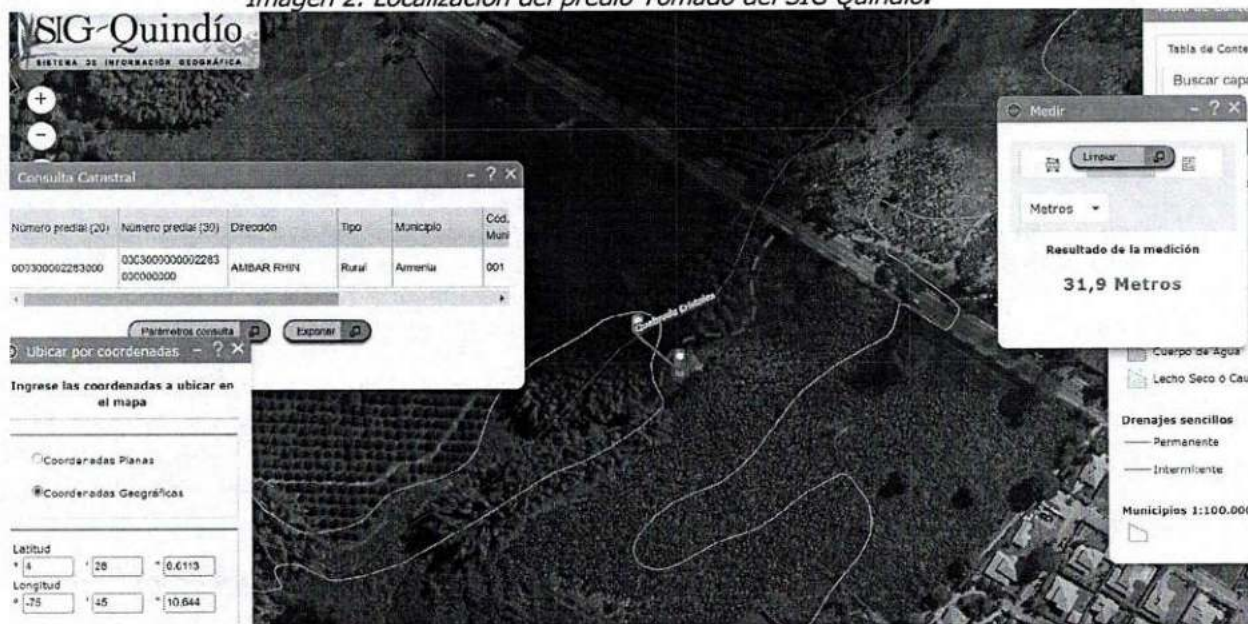 Imagen 2. Localización del predio Tomado del SIG Quindío.
SIG-Quindío
SISTEMA DE INFORMACIÓN GEOGRÁFICA
+
−
Consulta Catastral
− ? ×
Número predial (20) Número predial (30) Dirección Tipo Municipio Cód. Muni
000300002283000 AMBAR RHIN Rural Armenia 001
000000000
Parámetros consulta
Exportar
Ubicar por coordenadas − ? ×
Ingrese las coordenadas a ubicar en
el mapa
Coordenadas Planas
Coordenadas Geográficas
Latitud
° 4 ' 28 " 6.6113
Longitud
° -75 ' 45 " 10.644
Quebrada Cristales
Tabla de Conte
Buscar capa
Medir − ? ×
Limpiar
Metros
Resultado de la medición
31,9 Metros
Cuerpo de Agua
Lecho Seco ó Cau
Drenajes sencillos
Permanente
Intermitente
Municipios 1:100.000